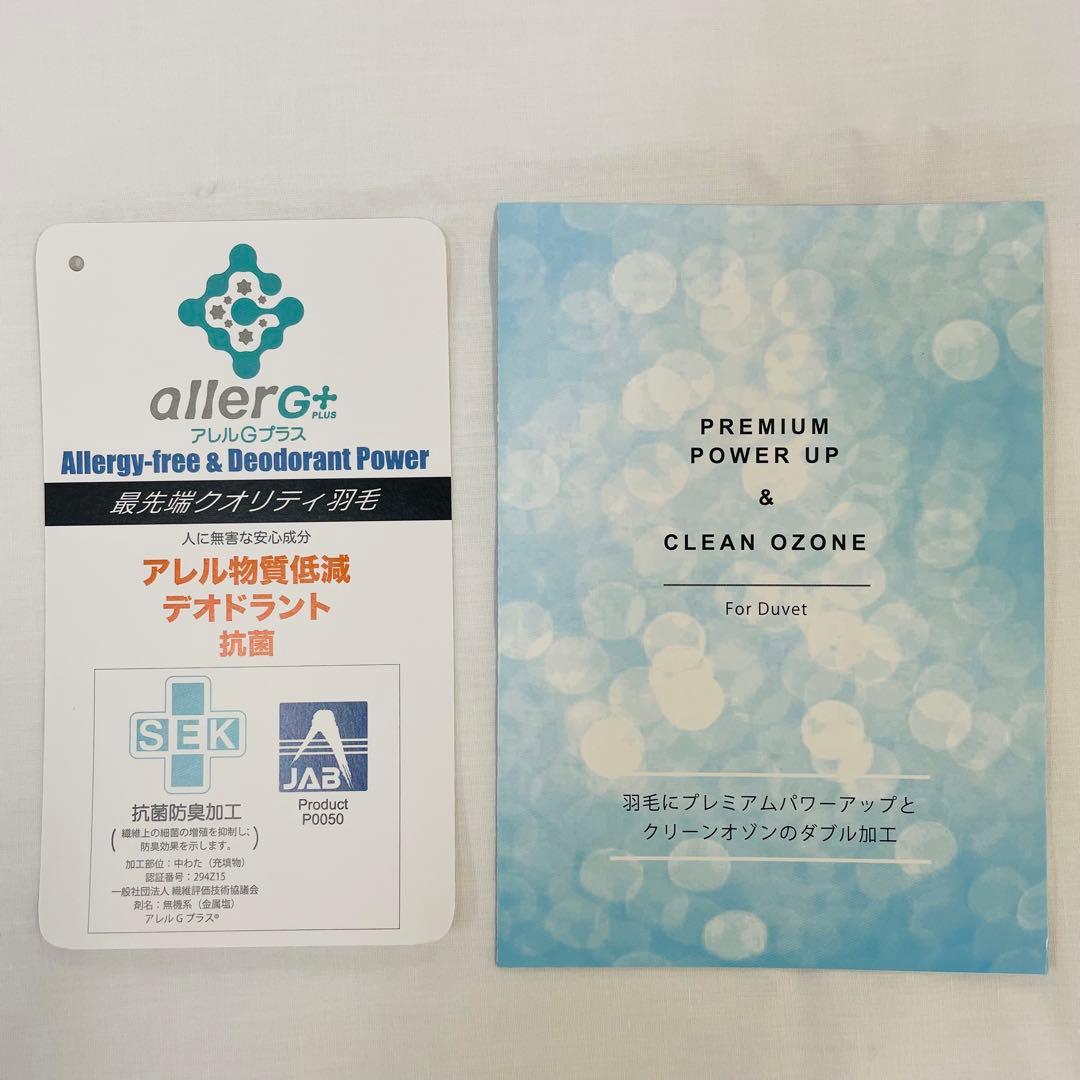 allerG+
PLUS
アレルGプラス
Allergy-free & Deodorant Power
最先端クオリティ羽毛
人に無害な安心成分
アレル物質低減
デオドラント
抗菌
SEK
抗菌防臭加工
(繊維上の細菌の増殖を抑制し、
防臭効果を示します。)
加工部位：中わた（充填物）
認証番号：294Z15
一般社団法人 繊維評価技術協議会
剤名：無機系（金属塩）
アレルGプラス®
JAB
Product
P0050
PREMIUM
POWER UP
&
CLEAN OZONE
For Duvet
羽毛にプレミアムパワーアップと
クリーンオゾンのダブル加工